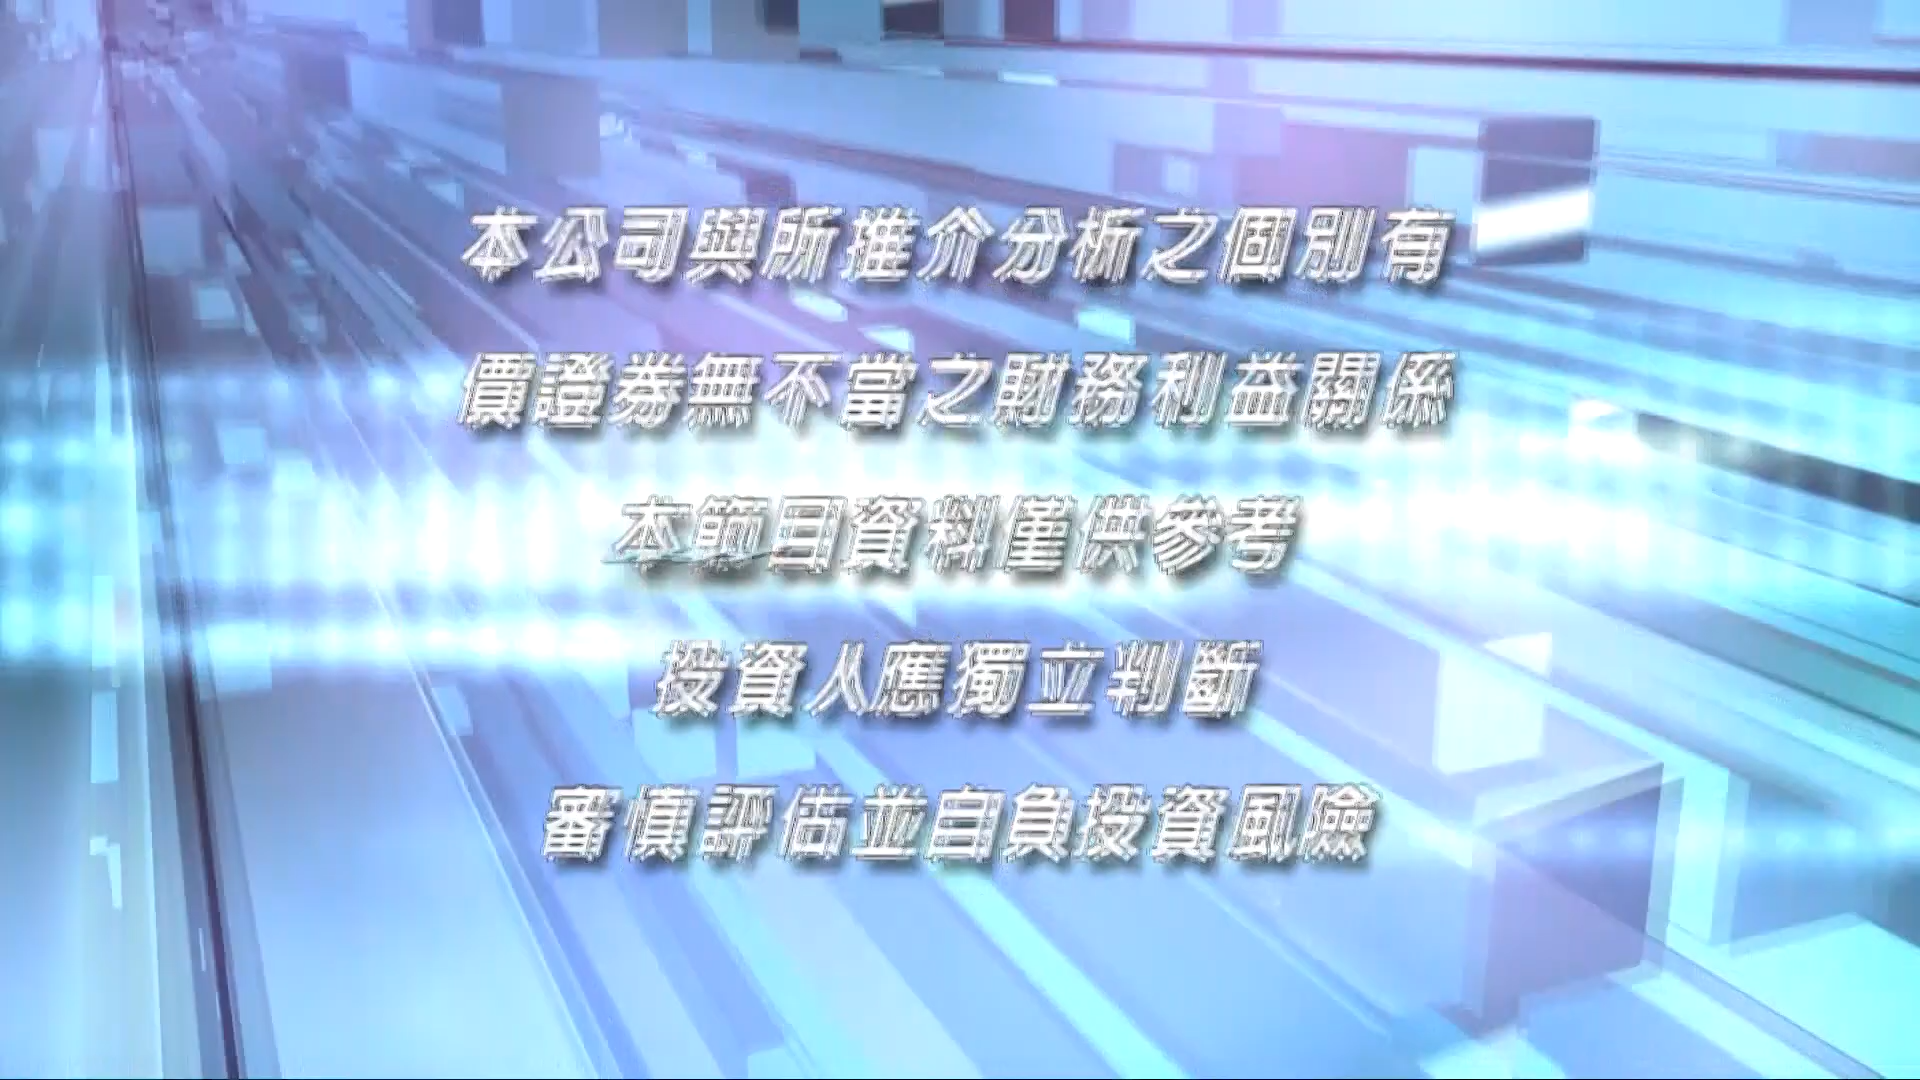 本公司與所推介分析之個別有
價證券無不當之財務利益關係
本節目資料僅供參考
投資人應獨立判斷
審慎評估並自負投資風險